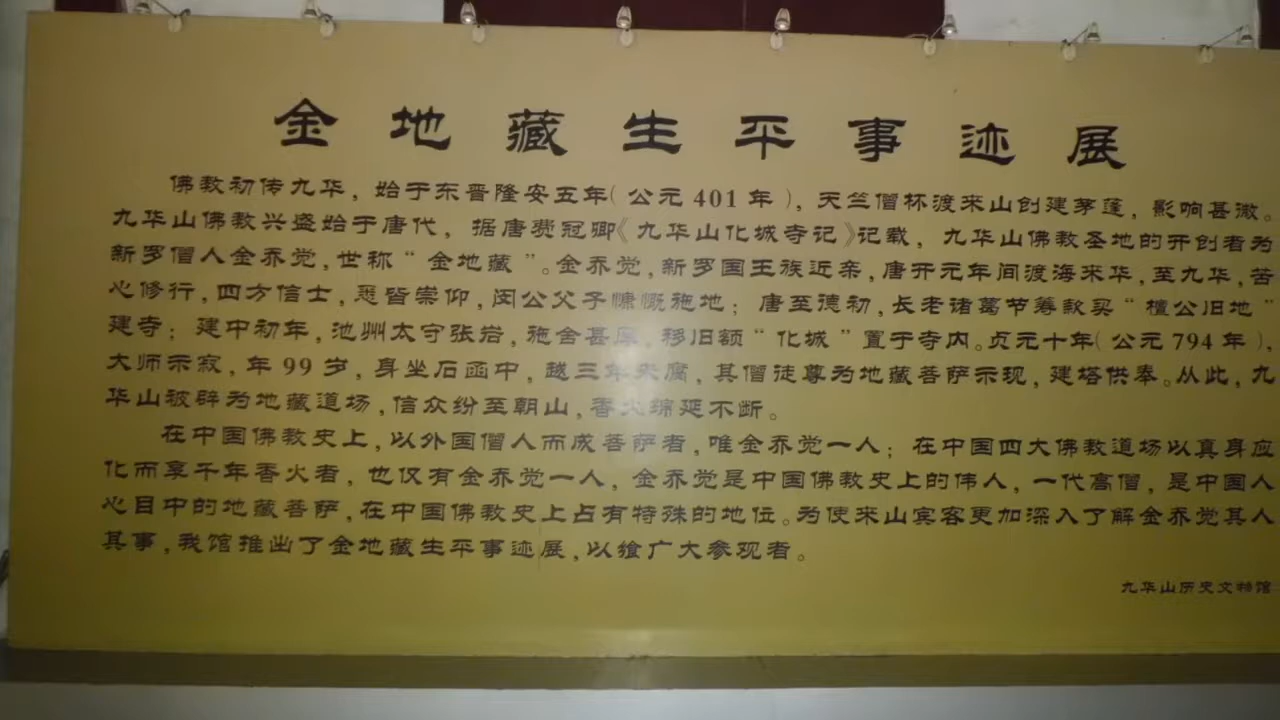 金地藏生平事迹展
佛教初传九华，始于东晋隆安五年（公元401年），天竺僧杯渡来山创建茅蓬，影响甚微。
九华山佛教兴盛始于唐代，据唐费冠卿《九华山化城寺记》记载，九华山佛教圣地的开创者为
新罗僧人金乔觉，世称“金地藏”。金乔觉，新罗国王族近亲，唐开元年间渡海来华，至九华，苦
心修行，四方信士，悉皆崇仰，闵公父子慷慨施地；唐至德初，长老诸葛节筹款买“檀公旧地”
建寺；建中初年，池州太守张岩，施舍甚厚，移旧额“化城”置于寺内。贞元十年（公元794年），
大师示寂，年99岁，身坐石函中，越三年未腐，其僧徒尊为地藏菩萨示现，建塔供奉。从此，九
华山被辟为地藏道场，信众纷至朝山，香火绵延不断。
在中国佛教史上，以外国僧人而成菩萨者，唯金乔觉一人；在中国四大佛教道场以真身应
化而享千年香火者，也仅有金乔觉一人，金乔觉是中国佛教史上的伟人，一代高僧，是中国人
心目中的地藏菩萨，在中国佛教史上占有特殊的地位。为使来山宾客更加深入了解金乔觉其人
其事，我馆推出了金地藏生平事迹展，以飨广大参观者。
九华山历史文物馆